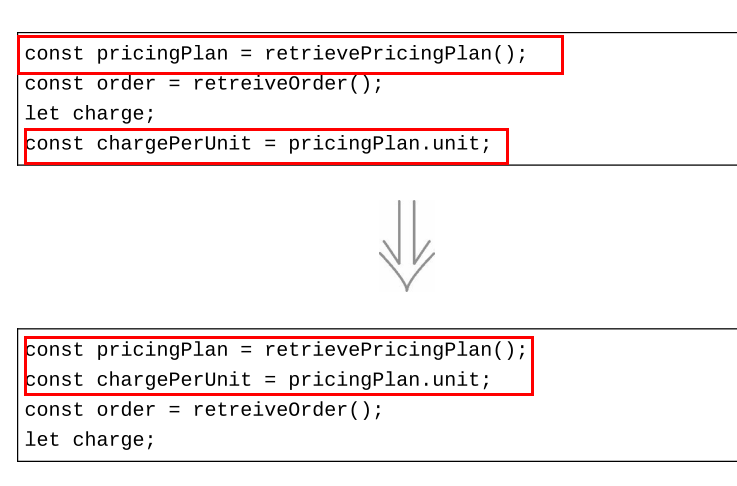 const pricingPlan = retrievePricingPlan();
const order = retreiveOrder();
let charge;
const chargePerUnit = pricingPlan.unit;
const pricingPlan = retrievePricingPlan();
const chargePerUnit = pricingPlan.unit;
const order = retreiveOrder();
let charge;